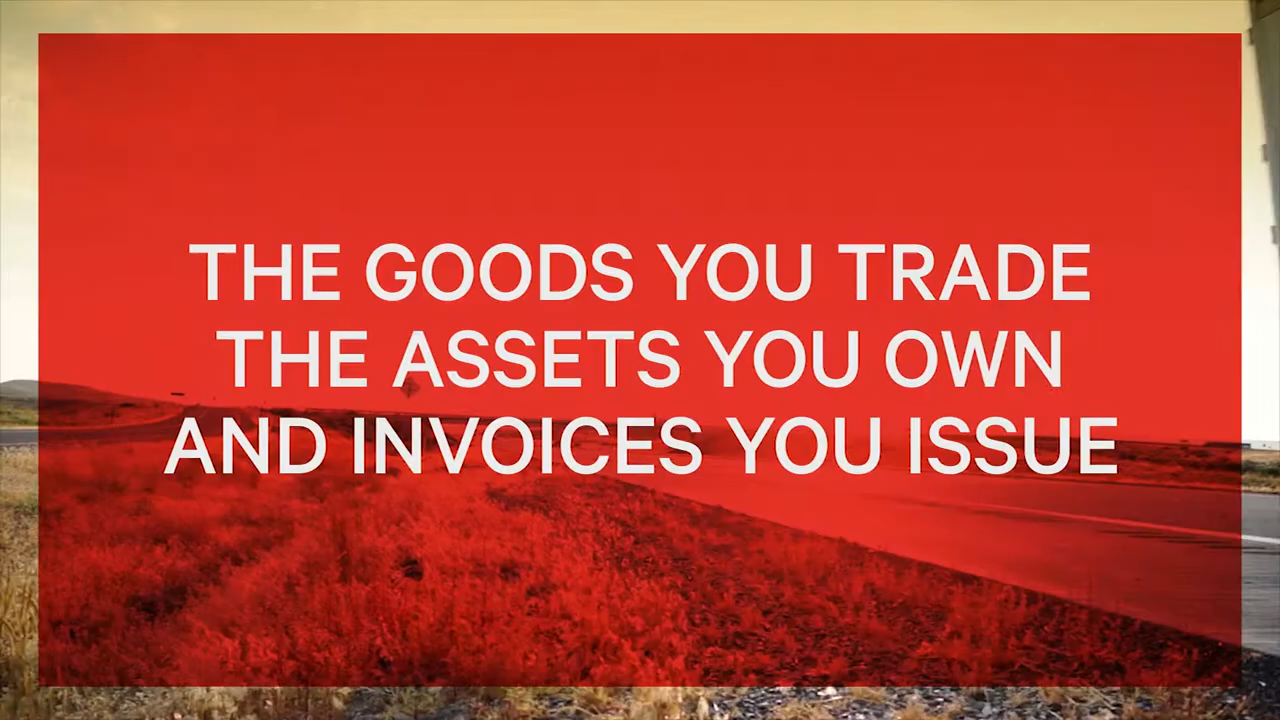 THE GOODS YOU TRADE
THE ASSETS YOU OWN
AND INVOICES YOU ISSUE